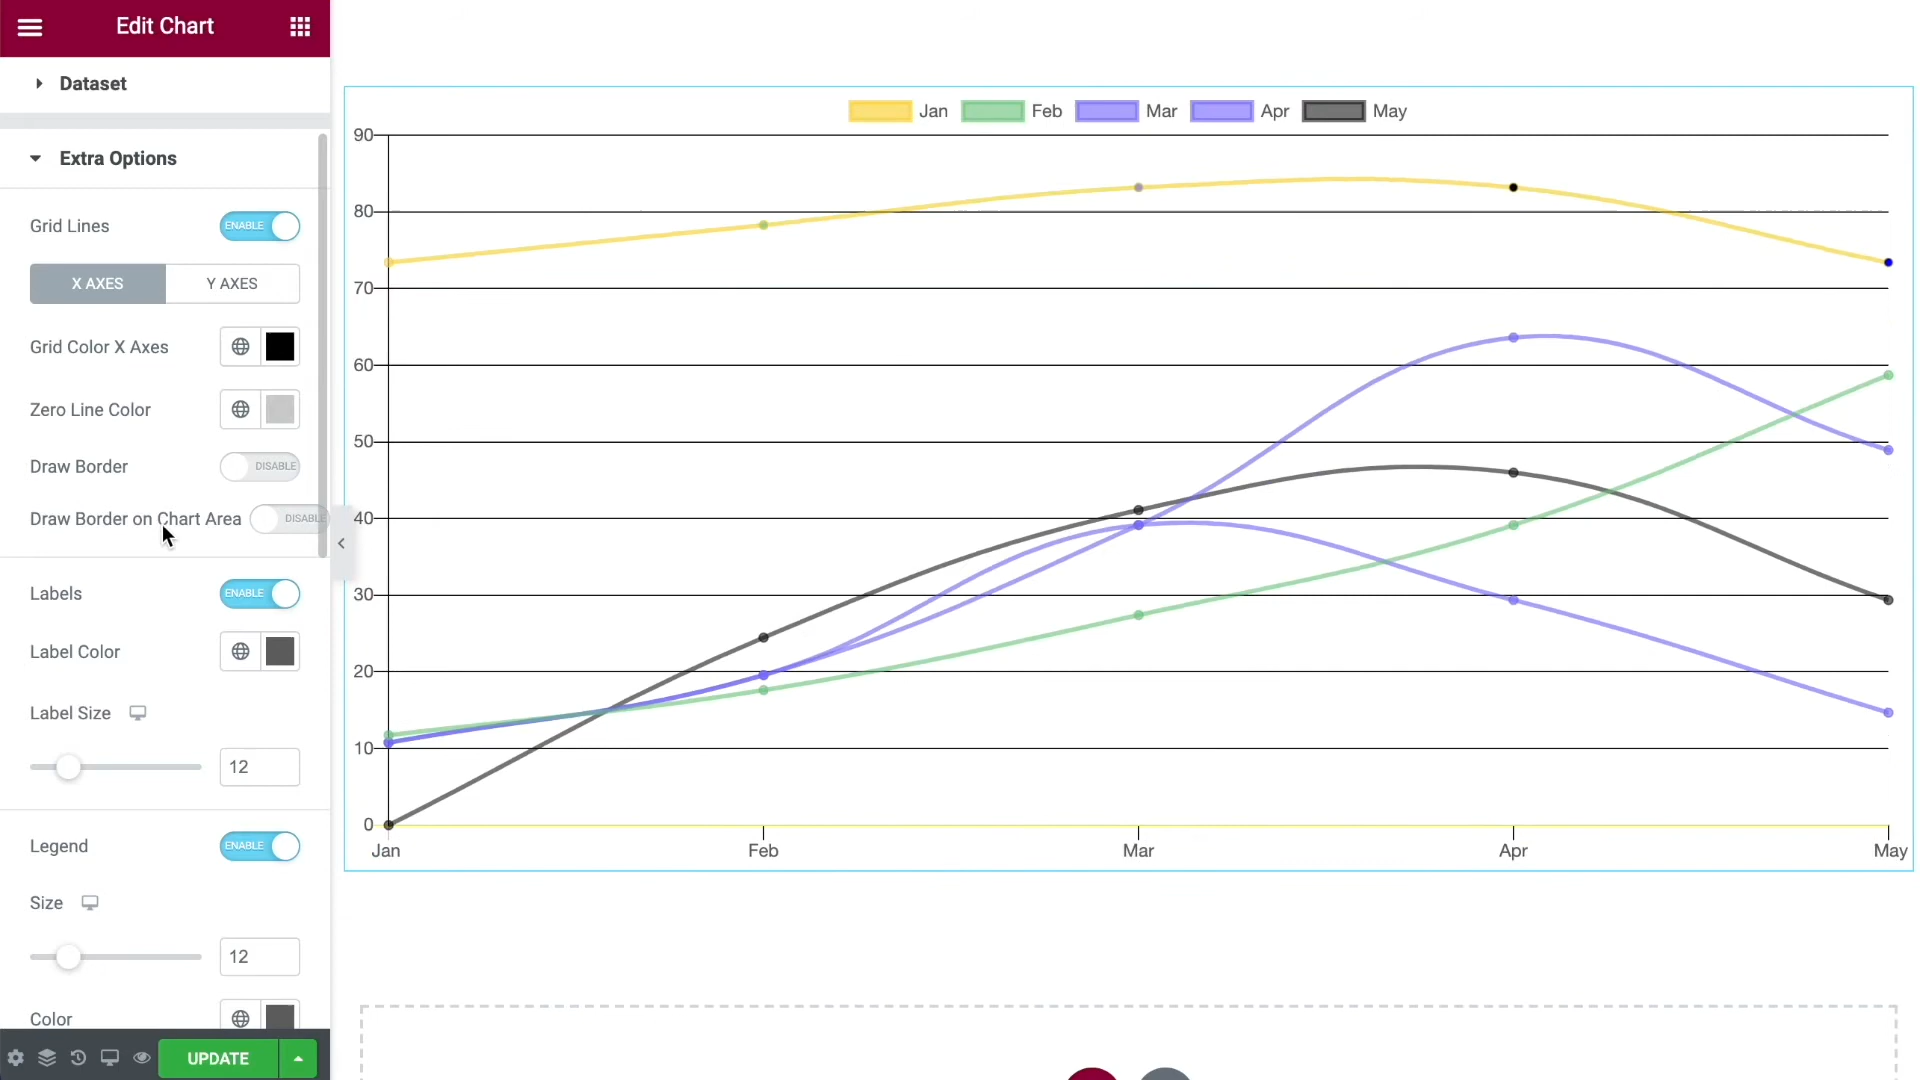 Edit Chart
Dataset
Extra Options
Grid Lines
ENABLE
X AXES
Y AXES
Grid Color X Axes
Zero Line Color
Draw Border
DISABLE
Draw Border on Chart Area
DISABLE
Labels
ENABLE
Label Color
Label Size
12
Legend
ENABLE
Size
12
Color
UPDATE
Jan
Feb
Mar
Apr
May
90
80
70
60
50
40
30
20
10
0
Jan
Feb
Mar
Apr
May